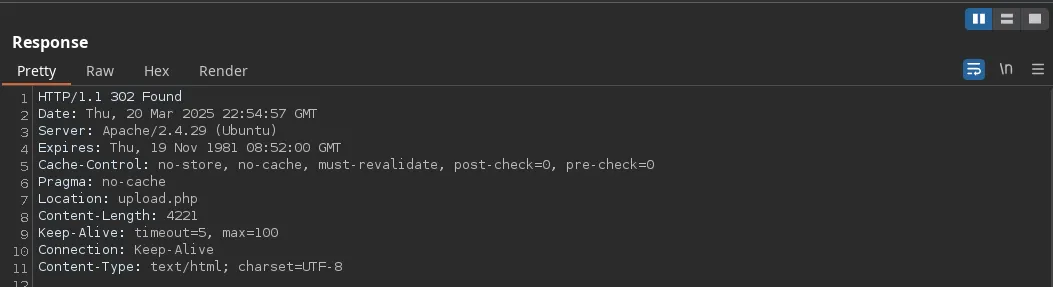 Response
Pretty Raw Hex Render \n
1 HTTP/1.1 302 Found
2 Date: Thu, 20 Mar 2025 22:54:57 GMT
3 Server: Apache/2.4.29 (Ubuntu)
4 Expires: Thu, 19 Nov 1981 08:52:00 GMT
5 Cache-Control: no-store, no-cache, must-revalidate, post-check=0, pre-check=0
6 Pragma: no-cache
7 Location: upload.php
8 Content-Length: 4221
9 Keep-Alive: timeout=5, max=100
10 Connection: Keep-Alive
11 Content-Type: text/html; charset=UTF-8
12